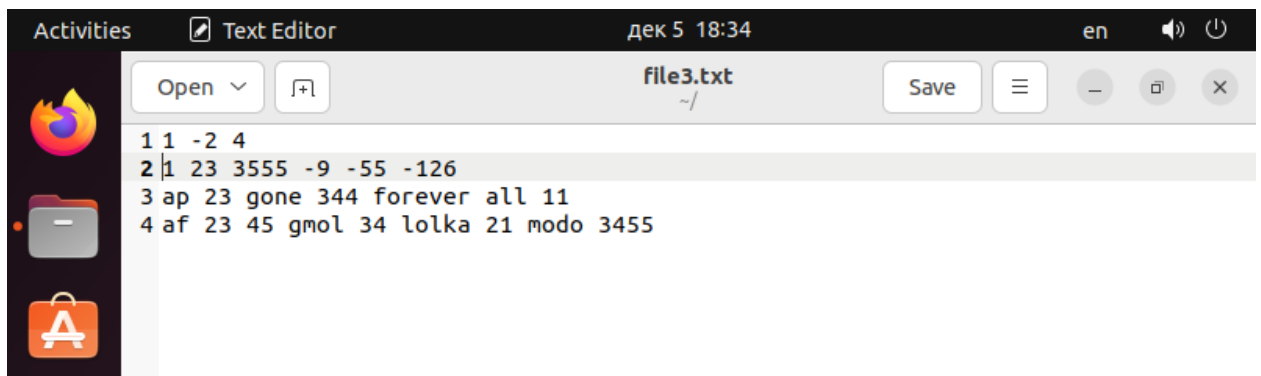 Activities Text Editor дек 5 18:34 en
Open file3.txt Save
~/
1 1 -2 4
2 1 23 3555 -9 -55 -126
3 ap 23 gone 344 forever all 11
4 af 23 45 gmol 34 lolka 21 modo 3455